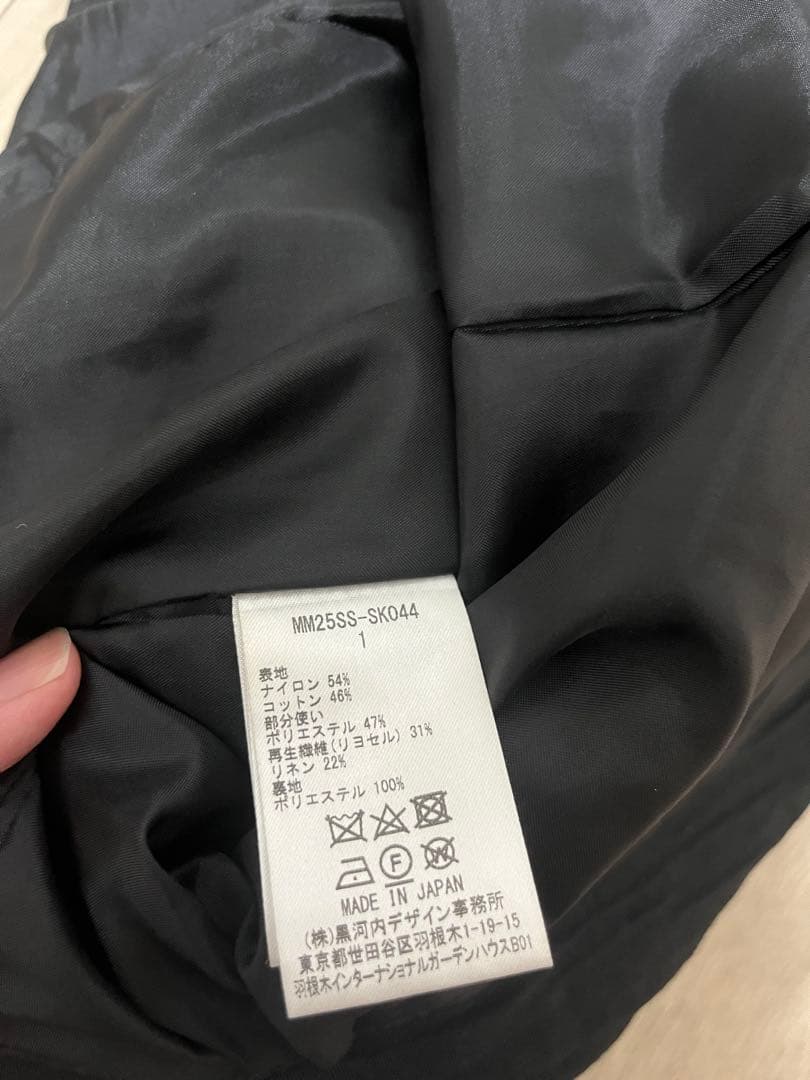 MM25SS-SK044
1
表地
ナイロン 54%
コットン 46%
部分使い
ポリエステル 47%
再生繊維(リヨセル) 31%
リネン 22%
裏地
ポリエステル 100%
F
W
MADE IN JAPAN
(株)黒河内デザイン事務所
東京都世田谷区羽根木1-19-15
羽根木インターナショナルガーデンハウスB01